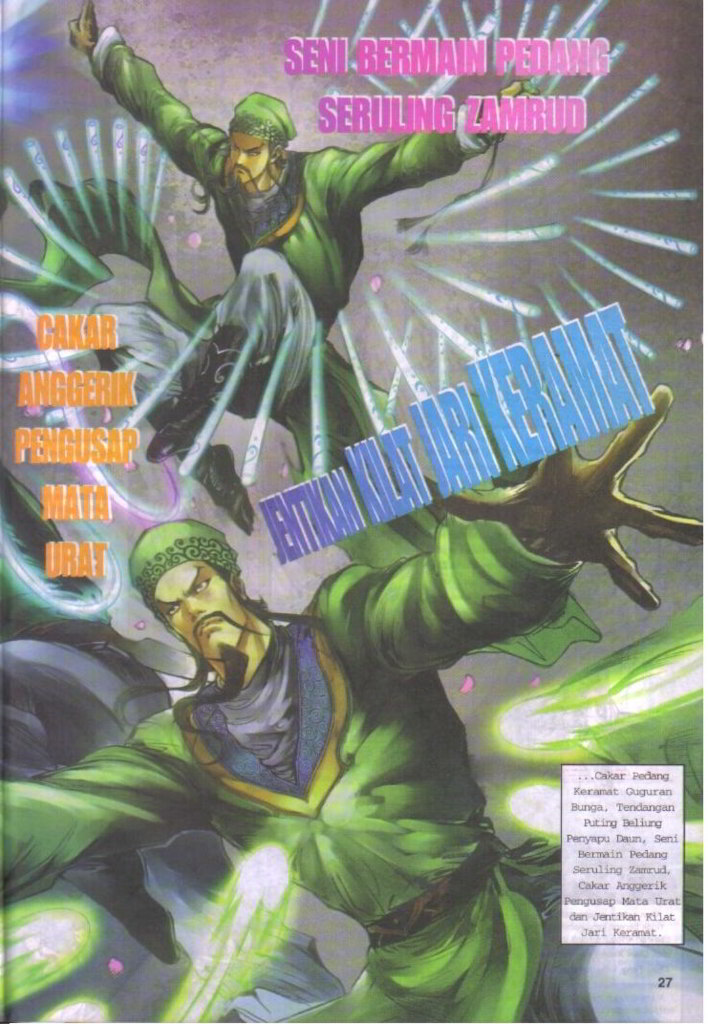 SENI BERMAIN PEDANG
SERULING ZAMRUD
CAKAR
ANGGERIK
PENGUSAP
MATA
URAT
JENTIKAN KILAT JARI KERAMAT
...Cakar Pedang
Keramat Guguran
Bunga, Tendangan
Puting Beliung
Penyapu Daun, Seni
Bermain Pedang
Seruling Zamrud,
Cakar Anggerik
Pengusap Mata Urat
dan Jentikan Kilat
Jari Keramat.
27